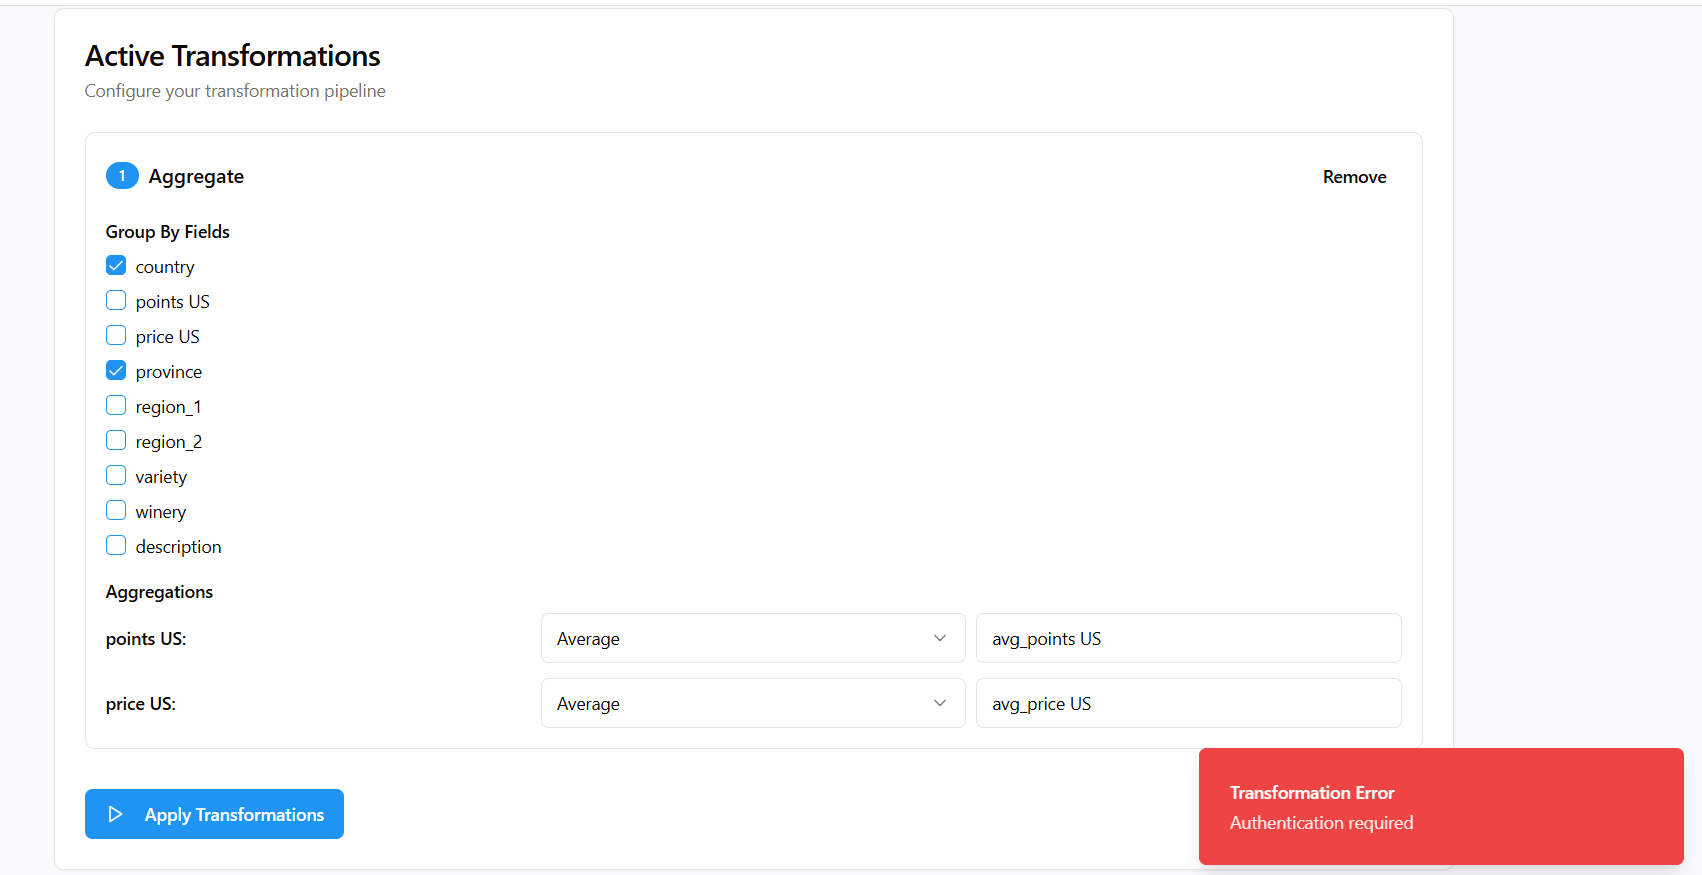 Active Transformations
Configure your transformation pipeline
1 Aggregate
Remove
Group By Fields
country
points US
price US
province
region_1
region_2
variety
winery
description
Aggregations
points US: Average avg_points US
price US: Average avg_price US
Apply Transformations
Transformation Error
Authentication required